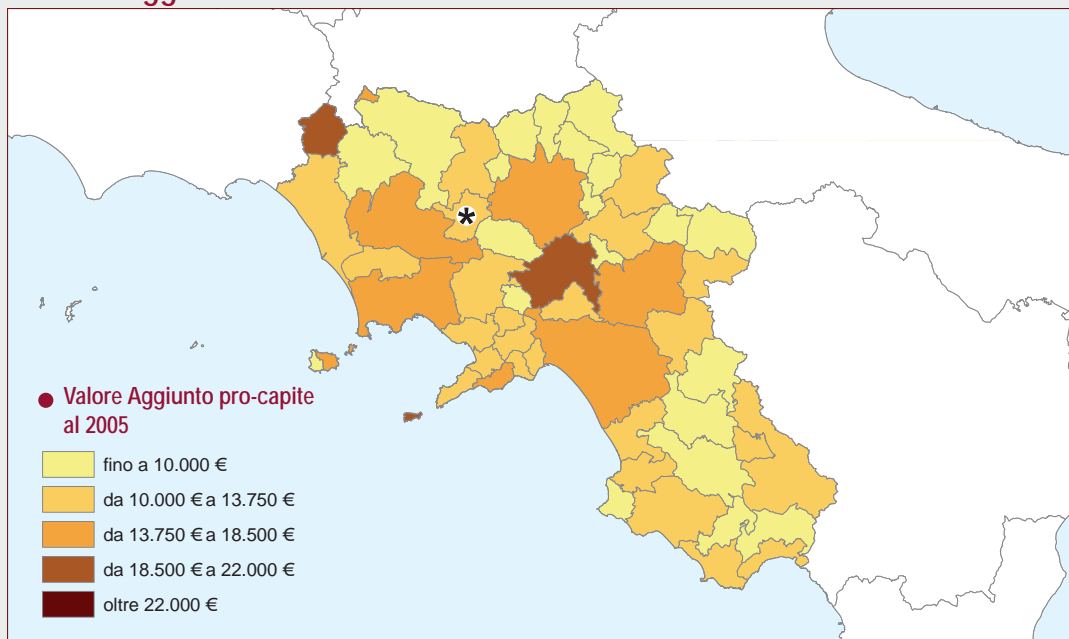 Valore Aggiunto pro-capite
al 2005
fino a 10.000 €
da 10.000 € a 13.750 €
da 13.750 € a 18.500 €
da 18.500 € a 22.000 €
oltre 22.000 €